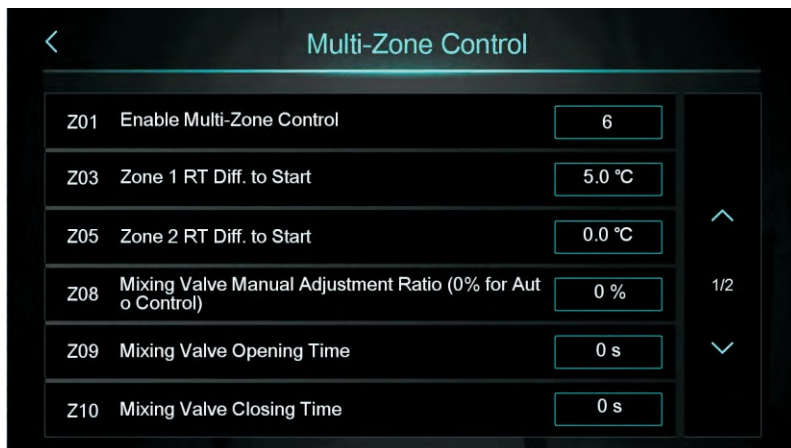 Multi-Zone Control
Z01 Enable Multi-Zone Control 6
Z03 Zone 1 RT Diff. to Start 5.0 ℃
Z05 Zone 2 RT Diff. to Start 0.0 ℃
Z08 Mixing Valve Manual Adjustment Ratio (0% for Aut
o Control) 0 %
1/2
Z09 Mixing Valve Opening Time 0 s
Z10 Mixing Valve Closing Time 0 s